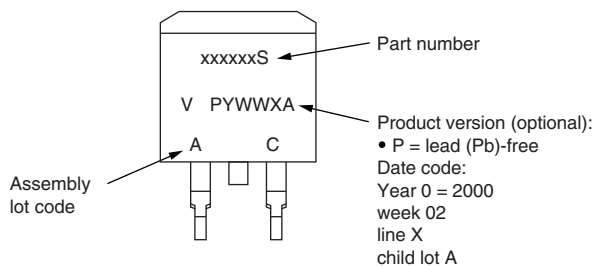 xxxxxxS
Part number
V PYWWXA
Product version (optional):
• P = lead (Pb)-free
Date code:
Year 0 = 2000
week 02
line X
child lot A
A C
Assembly
lot code